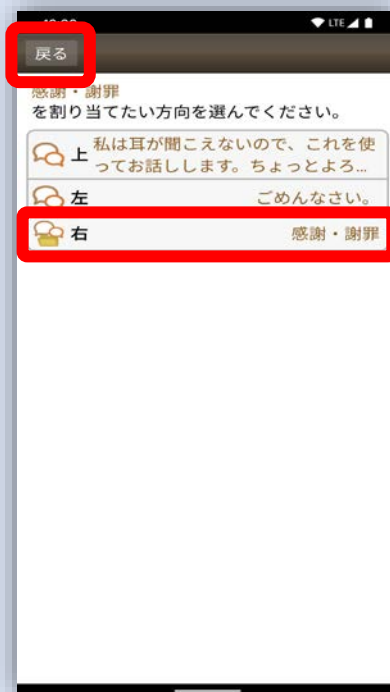 LTE
戻る
感謝・謝罪
を割り当てたい方向を選んでください。
上 私は耳が聞こえないので、これを使
ってお話しします。ちょっとよろ...
左 ごめんなさい。
右 感謝・謝罪